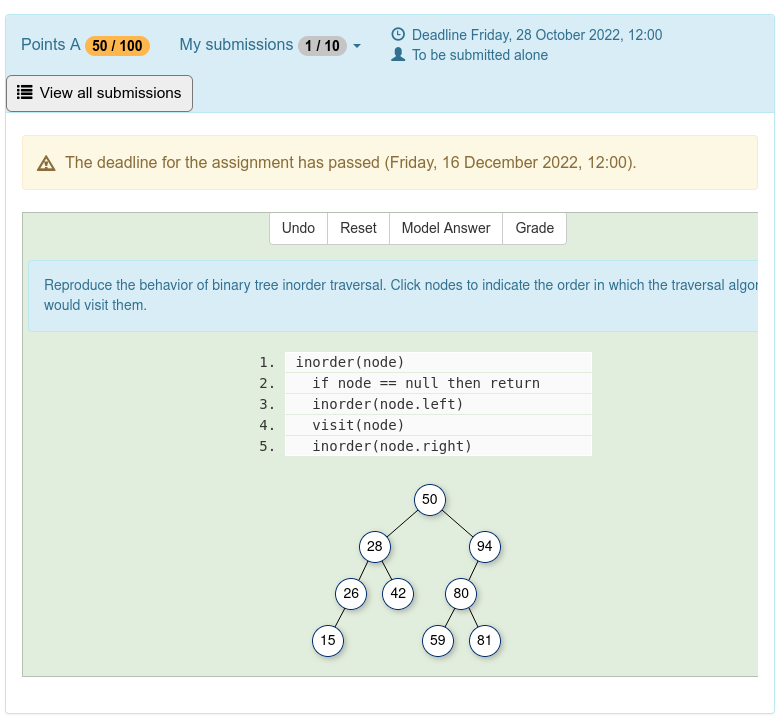 Points A 50 / 100 My submissions 1 / 10
Deadline Friday, 28 October 2022, 12:00
To be submitted alone
View all submissions
The deadline for the assignment has passed (Friday, 16 December 2022, 12:00).
Undo Reset Model Answer Grade
Reproduce the behavior of binary tree inorder traversal. Click nodes to indicate the order in which the traversal algor
would visit them.
1. inorder(node)
2. if node == null then return
3. inorder(node.left)
4. visit(node)
5. inorder(node.right)
50
28 94
26 42 80
15 59 81